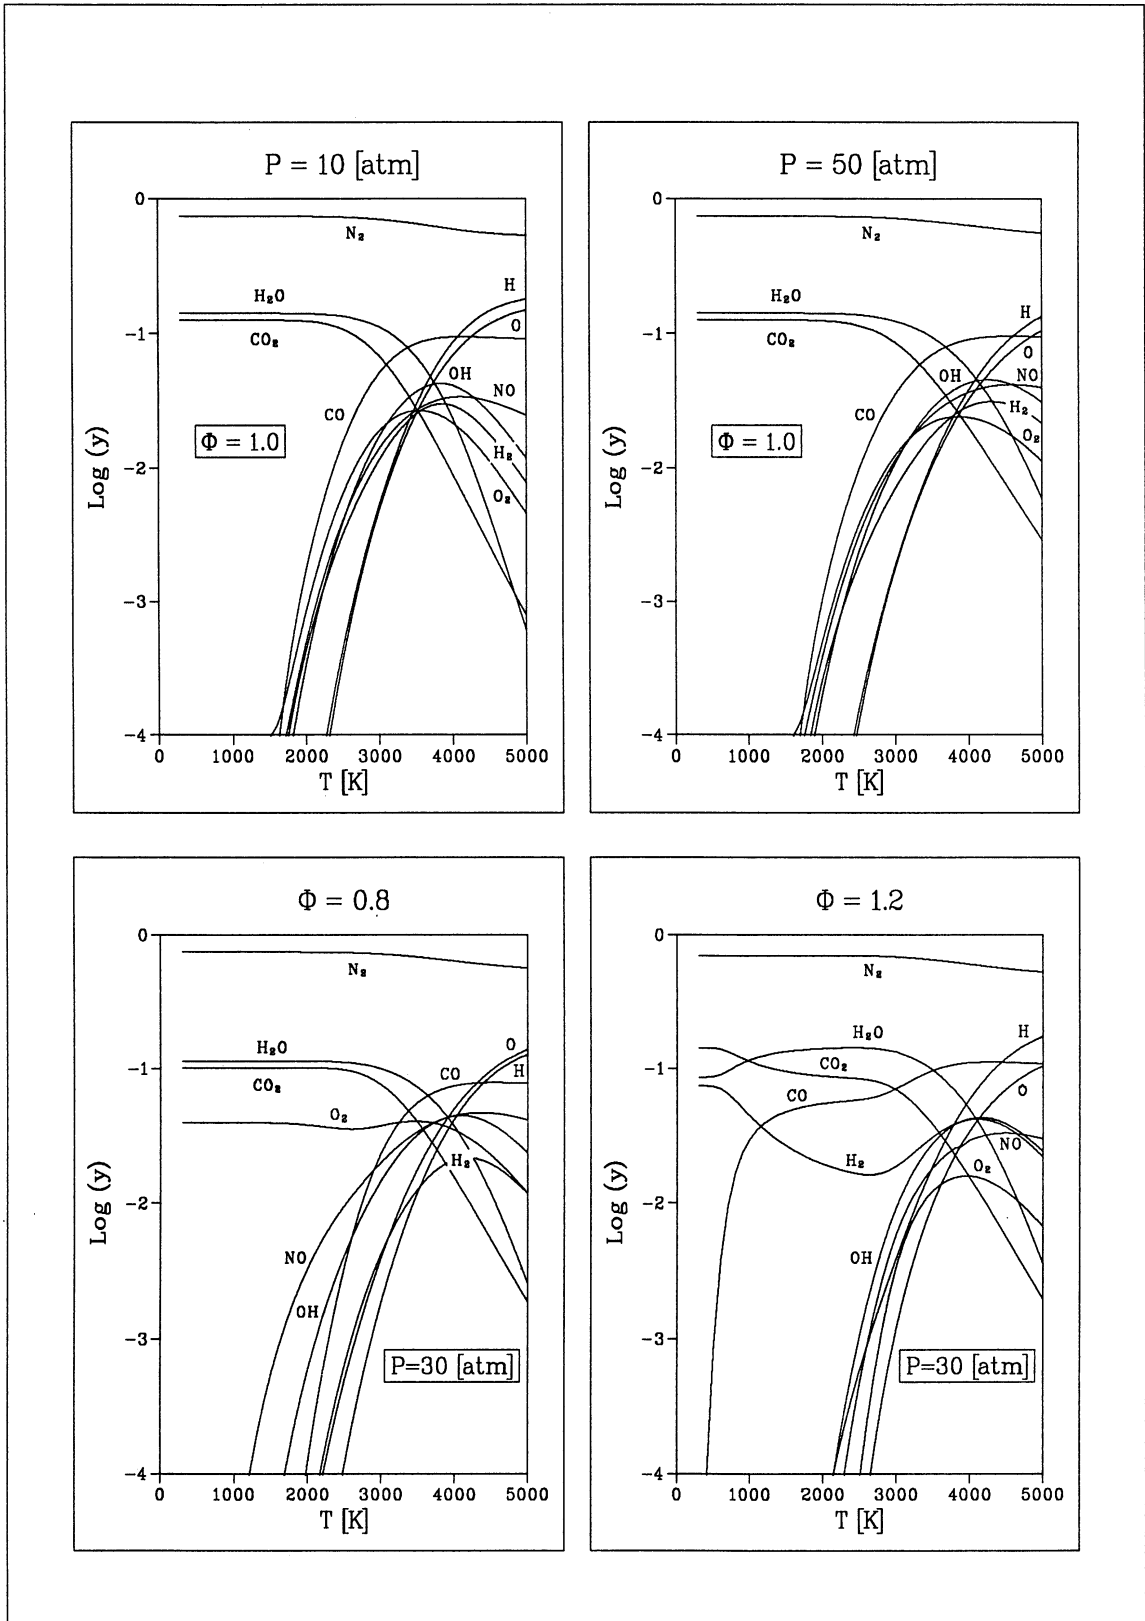 P = 10 [atm]
0
N₂
H₂O
H
O
-1
CO₂
OH
NO
CO
Φ = 1.0
H₂
-2
O₂
Log (y)
-3
-4
0 1000 2000 3000 4000 5000
T [K]
P = 50 [atm]
0
N₂
H₂O
H
-1
CO₂
O
OH
NO
CO
H₂
Φ = 1.0
O₂
-2
Log (y)
-3
-4
0 1000 2000 3000 4000 5000
T [K]
Φ = 0.8
0
N₂
O
H₂O
CO
H
-1
CO₂
O₂
H₂
-2
Log (y)
NO
OH
-3
P=30 [atm]
-4
0 1000 2000 3000 4000 5000
T [K]
Φ = 1.2
0
N₂
H
H₂O
CO₂
-1
CO
O
NO
H₂
O₂
-2
Log (y)
OH
-3
P=30 [atm]
-4
0 1000 2000 3000 4000 5000
T [K]